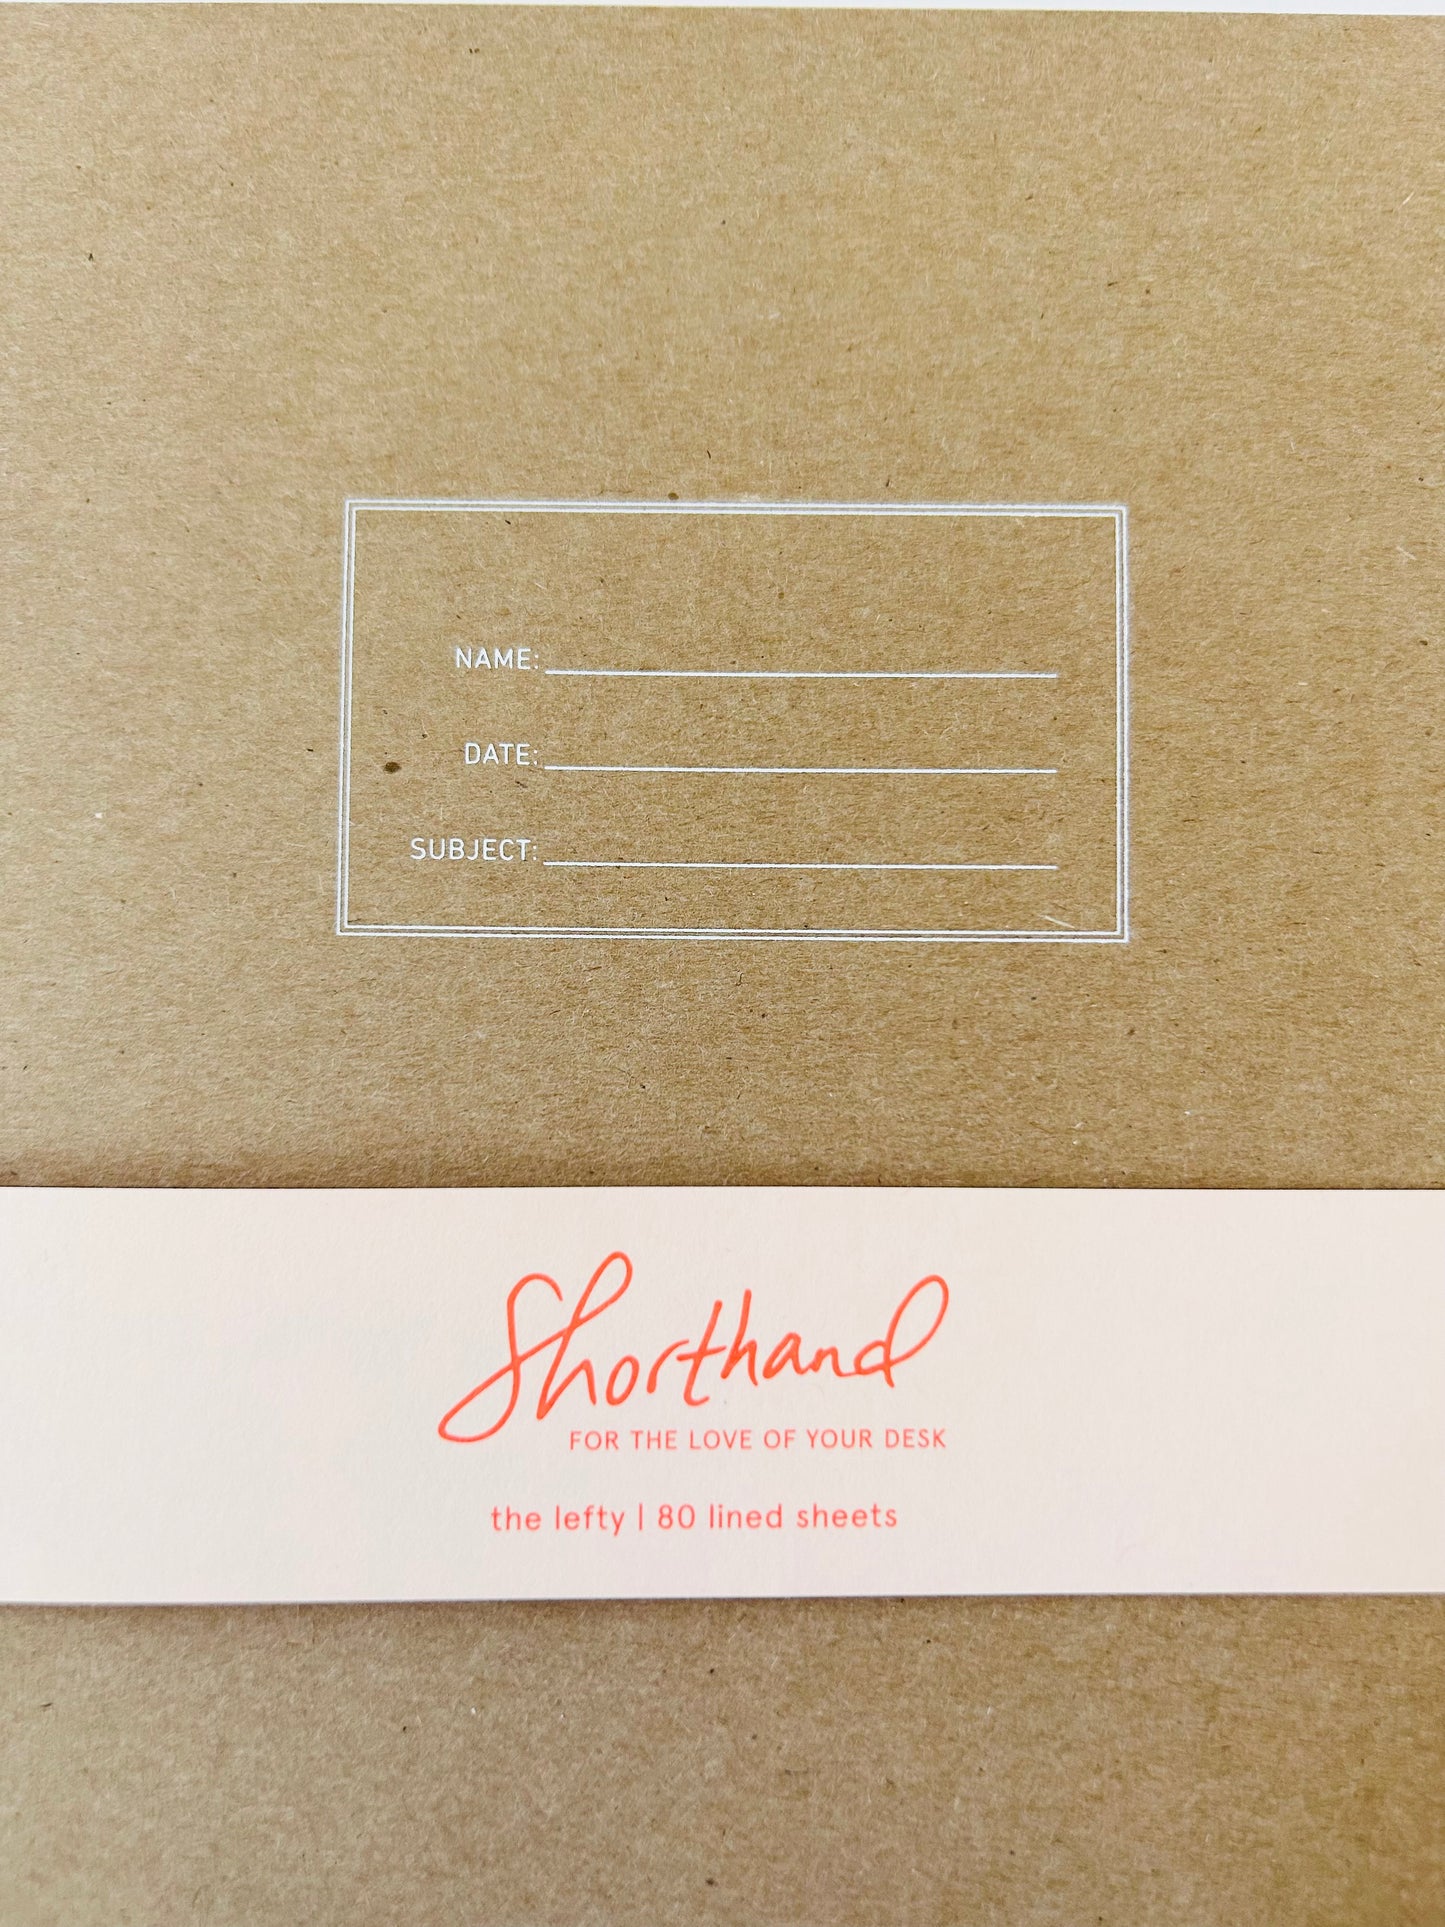 NAME:
DATE:
SUBJECT:
Shorthand
FOR THE LOVE OF YOUR DESK
the lefty | 80 lined sheets